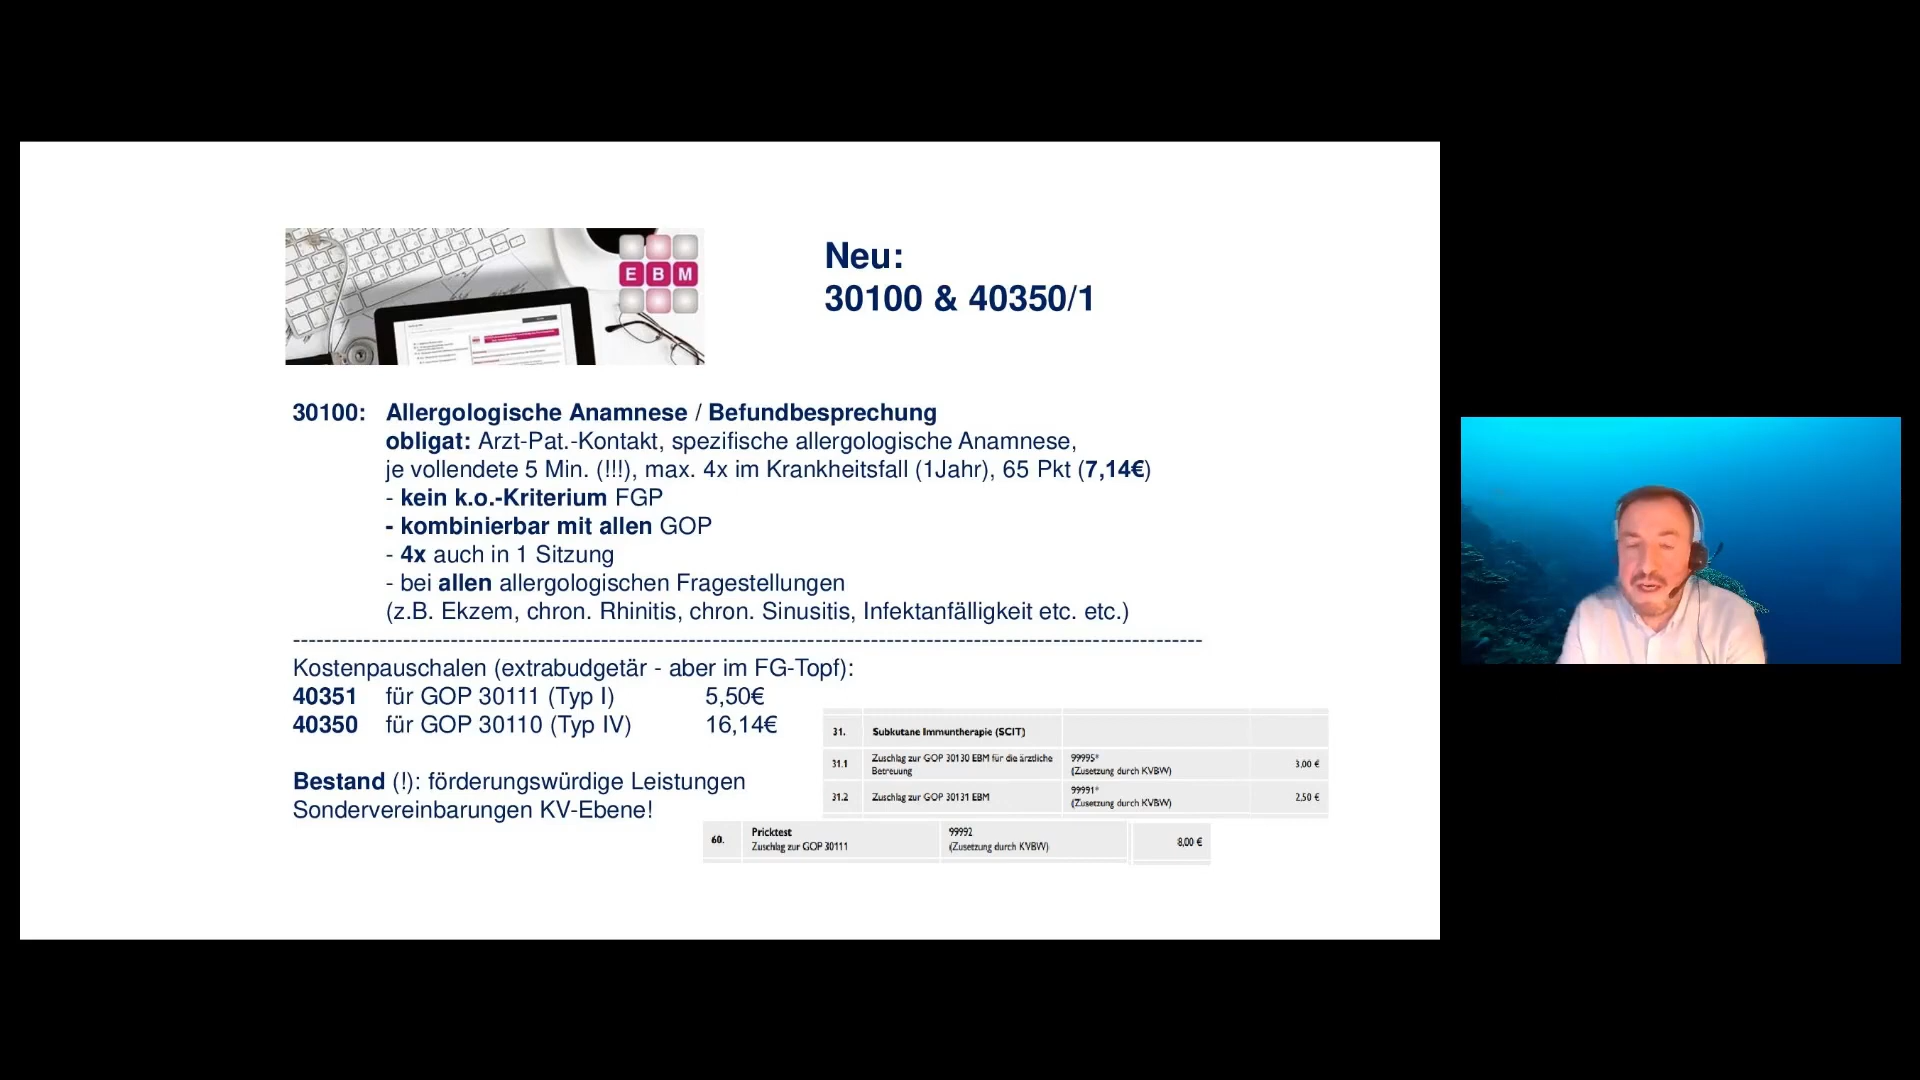 E B M
Neu:
30100 & 40350/1
30100: Allergologische Anamnese / Befundbesprechung
obligat: Arzt-Pat.-Kontakt, spezifische allergologische Anamnese,
je vollendete 5 Min. (!!!), max. 4x im Krankheitsfall (1Jahr), 65 Pkt (7,14€)
- kein k.o.-Kriterium FGP
- kombinierbar mit allen GOP
- 4x auch in 1 Sitzung
- bei allen allergologischen Fragestellungen
(z.B. Ekzem, chron. Rhinitis, chron. Sinusitis, Infektanfälligkeit etc. etc.)
Kostenpauschalen (extrabudgetär - aber im FG-Topf):
40351 für GOP 30111 (Typ I) 5,50€
40350 für GOP 30110 (Typ IV) 16,14€
Bestand (!): förderungswürdige Leistungen
Sondervereinbarungen KV-Ebene!
31. Subkutane Immuntherapie (SCIT)
31.1 Zuschlag zur GOP 30130 EBM für die ärztliche Betreuung 99995* (Zusetzung durch KVBW) 3,00 €
31.2 Zuschlag zur GOP 30131 EBM 99991* (Zusetzung durch KVBW) 2,50 €
60. Pricktest 99992 8,00 €
Zuschlag zur GOP 30111 (Zusetzung durch KVBW)